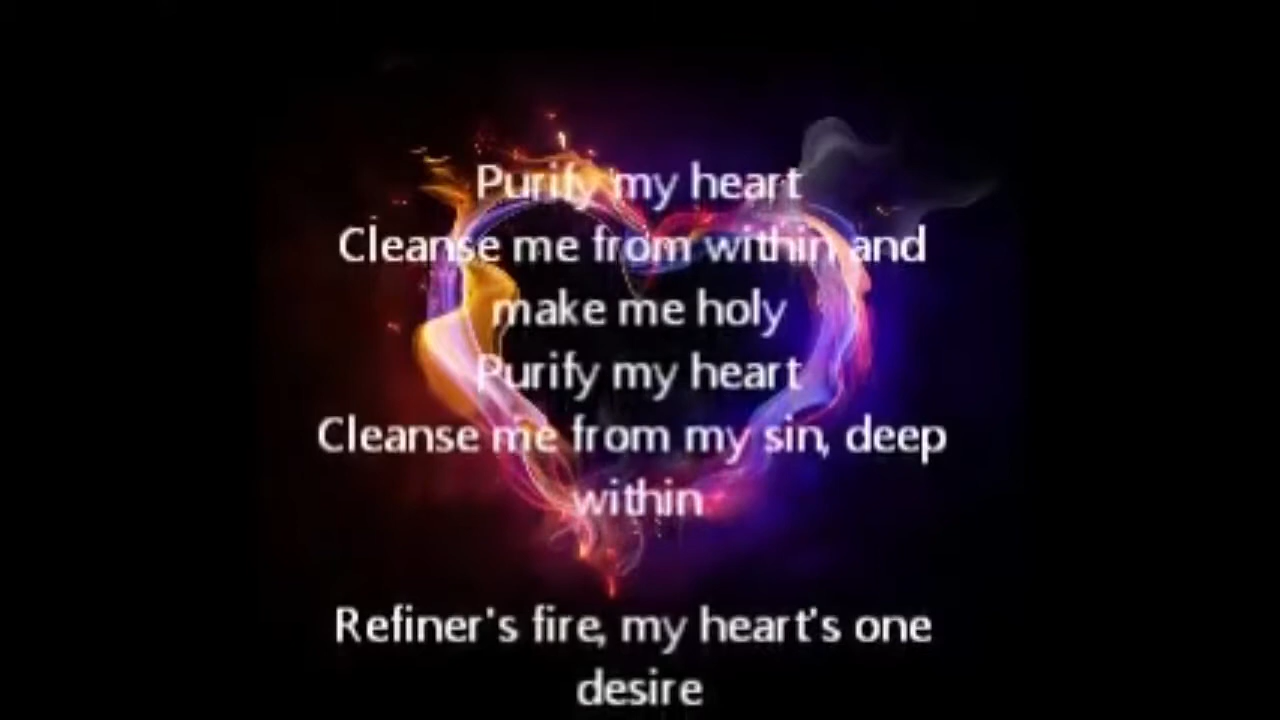 Purify my heart
Cleanse me from within and
make me holy
Purify my heart
Cleanse me from my sin, deep
within
Refiner's fire, my heart's one
desire